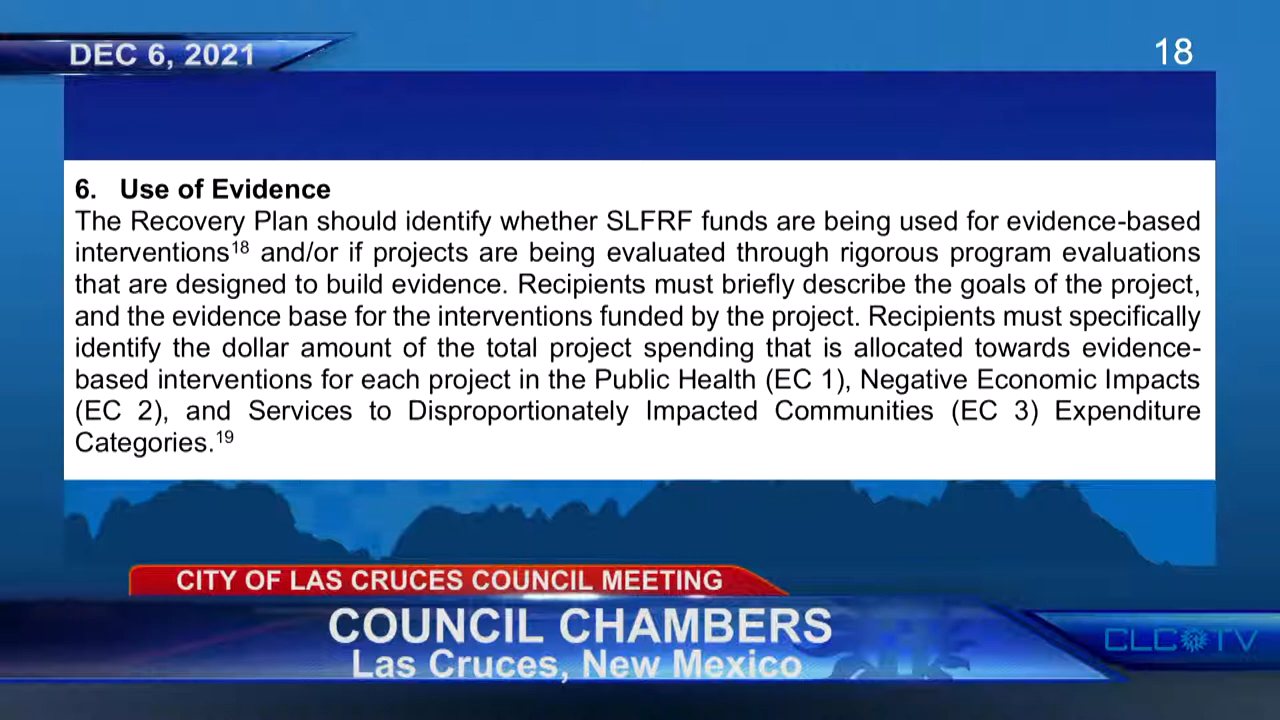 DEC 6, 2021
18
6. Use of Evidence
The Recovery Plan should identify whether SLFRF funds are being used for evidence-based
interventions18 and/or if projects are being evaluated through rigorous program evaluations
that are designed to build evidence. Recipients must briefly describe the goals of the project,
and the evidence base for the interventions funded by the project. Recipients must specifically
identify the dollar amount of the total project spending that is allocated towards evidence-
based interventions for each project in the Public Health (EC 1), Negative Economic Impacts
(EC 2), and Services to Disproportionately Impacted Communities (EC 3) Expenditure
Categories.19
CITY OF LAS CRUCES COUNCIL MEETING
COUNCIL CHAMBERS
Las Cruces, New Mexico
CLC TV